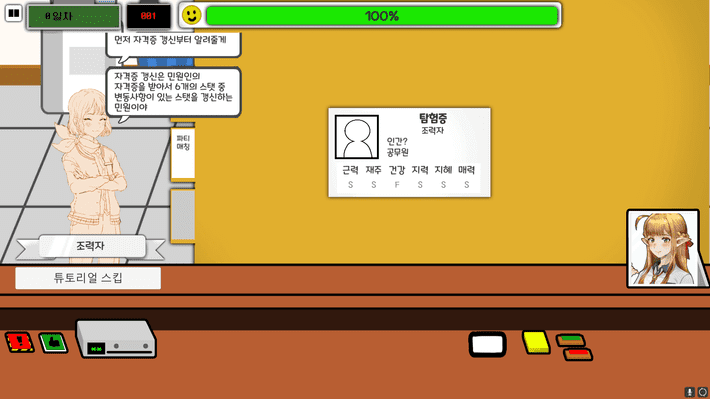 0일차
001
100%
먼저 자격증 갱신부터 알려줄게
자격증 갱신은 민원인의
자격증을 받아서 6개의 스탯 중
변동사항이 있는 스탯을 갱신하는
민원이야
파티
매칭
탐험증
조력자
인간?
공무원
근력 재주 건강 지력 지혜 매력
S S F S S S
조력자
튜토리얼 스킵